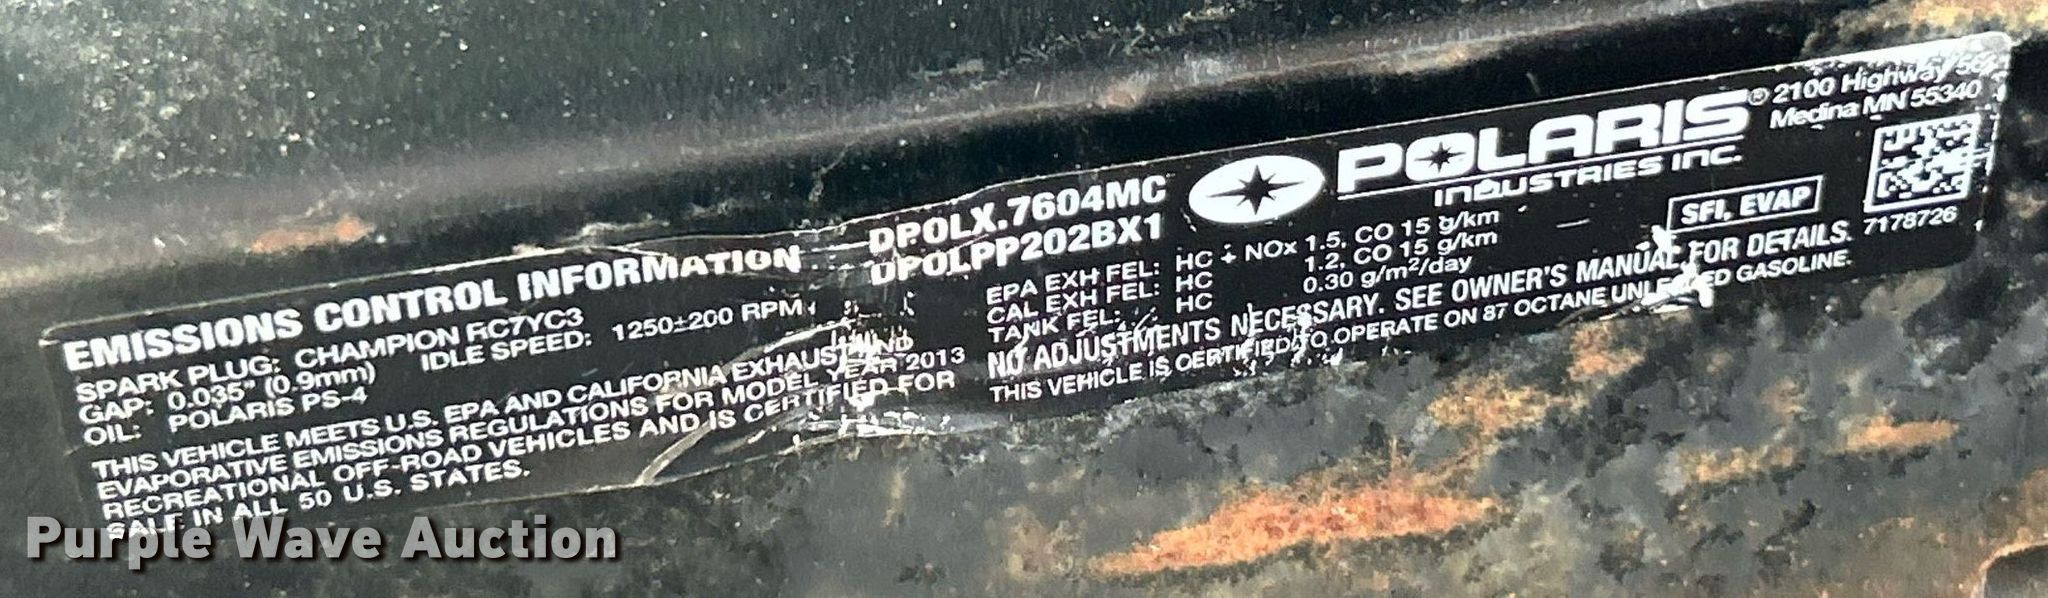 EMISSIONS CONTROL INFORMATION
SPARK PLUG: CHAMPION RC7YC3
GAP: 0.035" (0.9mm) IDLE SPEED: 1250±200 RPM
OIL: POLARIS PS-4
THIS VEHICLE MEETS U.S. EPA AND CALIFORNIA EXHAUST AND
EVAPORATIVE EMISSIONS REGULATIONS FOR MODEL YEAR 2013
RECREATIONAL OFF-ROAD VEHICLES AND IS CERTIFIED FOR
SALE IN ALL 50 U.S. STATES.
DPOLX.7604MC
DPOLPP202BX1
POLARIS®
INDUSTRIES INC.
2100 Highway
Medina MN 55340
EPA EXH FEL: HC + NOx 1.5, CO 15 g/km
CAL EXH FEL: HC 1.2, CO 15 g/km
TANK FEL: HC 0.30 g/m²/day
SFI, EVAP
7178726
NO ADJUSTMENTS NECESSARY. SEE OWNER'S MANUAL FOR DETAILS.
THIS VEHICLE IS CERTIFIED TO OPERATE ON 87 OCTANE UNLEADED GASOLINE.
Purple Wave Auction